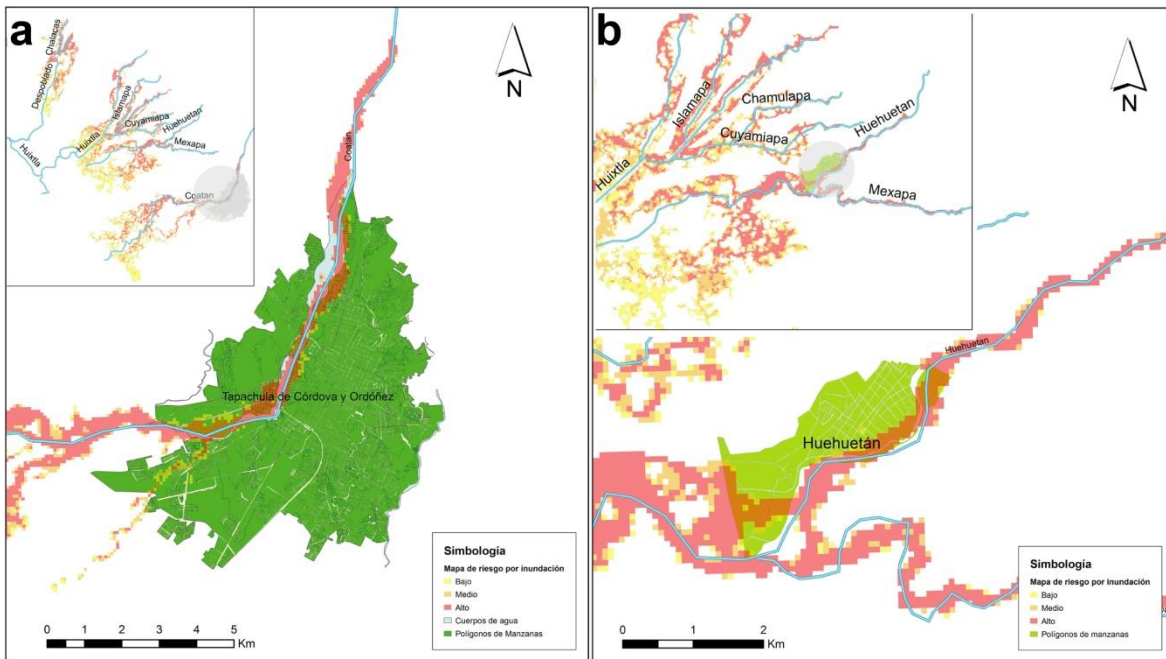 a
Chalacas
Despoblado
Islamapa
Cuyamiapa
Huehuetan
Huixtla
Mexapa
Huixtla
Coatan
N
Coatan
Tapachula de Córdova y Ordóñez
Simbología
Mapa de riesgo por inundación
Bajo
Medio
Alto
Cuerpos de agua
Polígonos de Manzanas
0 1 2 3 4 5
Km
b
Islamapa
Chamulapa
Cuyamiapa
Huehuetan
Huixtla
Mexapa
N
Huehuetan
Huehuetán
Simbología
Mapa de riesgo por inundación
Bajo
Medio
Alto
Polígonos de manzanas
0 1 2
Km